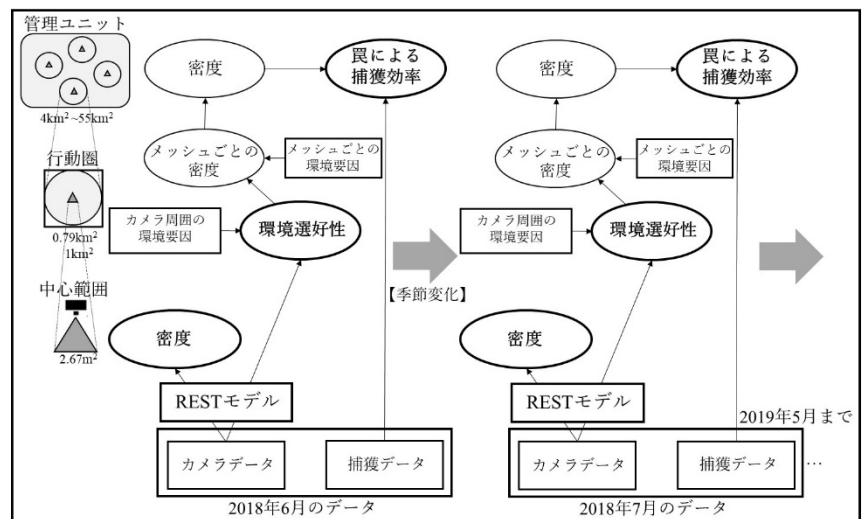 管理ユニット
4km²~55km²
行動圏
0.79km²
1km²
中心範囲
2.67m²
密度
罠による
捕獲効率
メッシュごとの
密度
メッシュごとの
環境要因
カメラ周囲の
環境要因
環境選好性
密度
RESTモデル
カメラデータ
捕獲データ
2018年6月のデータ
【季節変化】
密度
罠による
捕獲効率
メッシュごとの
密度
メッシュごとの
環境要因
カメラ周囲の
環境要因
環境選好性
密度
RESTモデル
2019年5月まで
カメラデータ
捕獲データ
…
2018年7月のデータ